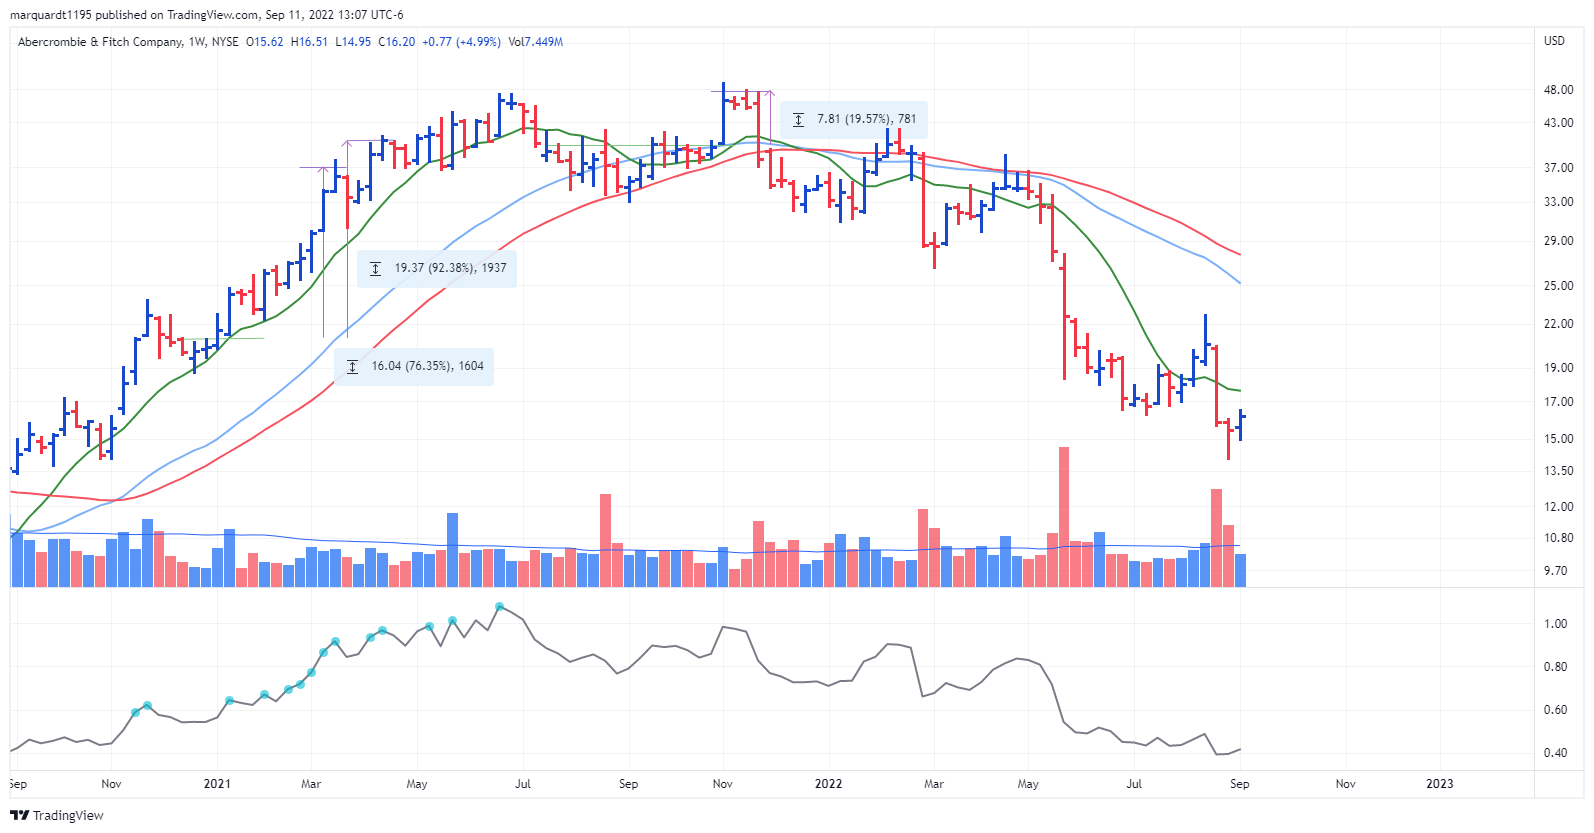 marquardt1195 published on TradingView.com, Sep 11, 2022 13:07 UTC-6
Abercrombie & Fitch Company, 1W, NYSE O15.62 H16.51 L14.95 C16.20 +0.77 (+4.99%) Vol7.449M
USD
48.00
7.81 (19.57%), 781
43.00
37.00
33.00
29.00
19.37 (92.38%), 1937
25.00
22.00
16.04 (76.35%), 1604
19.00
17.00
15.00
13.50
12.00
10.80
9.70
1.00
0.80
0.60
0.40
Sep Nov 2021 Mar May Jul Sep Nov 2022 Mar May Jul Sep Nov 2023
TradingView